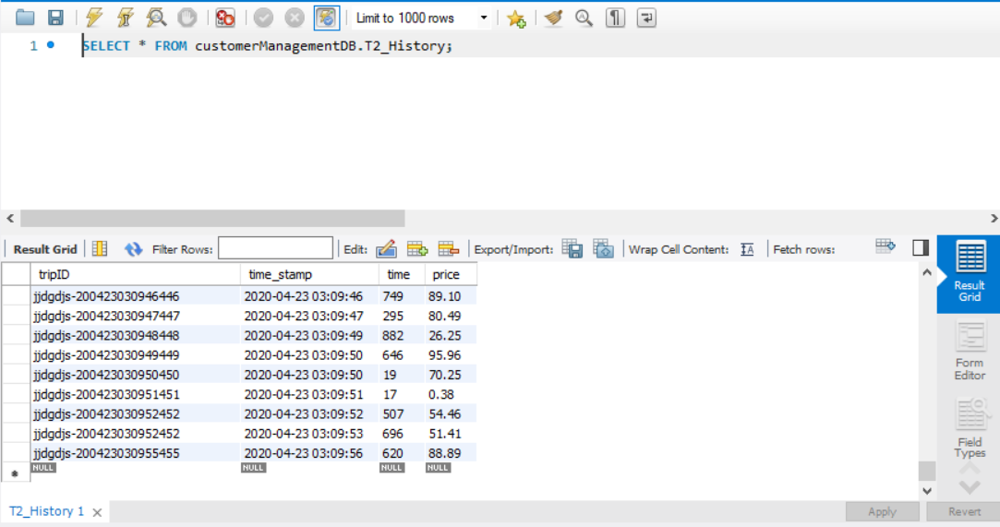 Limit to 1000 rows
1 SELECT * FROM customerManagementDB.T2_History;
Result Grid Filter Rows: Edit: Export/Import: Wrap Cell Content: Fetch rows:
tripID time_stamp time price
jjdgdjs-200423030946446 2020-04-23 03:09:46 749 89.10
jjdgdjs-200423030947447 2020-04-23 03:09:47 295 80.49
jjdgdjs-200423030948448 2020-04-23 03:09:49 882 26.25
jjdgdjs-200423030949449 2020-04-23 03:09:50 646 95.96
jjdgdjs-200423030950450 2020-04-23 03:09:50 19 70.25
jjdgdjs-200423030951451 2020-04-23 03:09:51 17 0.38
jjdgdjs-200423030952452 2020-04-23 03:09:52 507 54.46
jjdgdjs-200423030952452 2020-04-23 03:09:53 696 51.41
jjdgdjs-200423030955455 2020-04-23 03:09:56 620 88.89
* NULL NULL NULL NULL
Result
Grid
Form
Editor
Field
Types
T2_History 1 Apply Revert